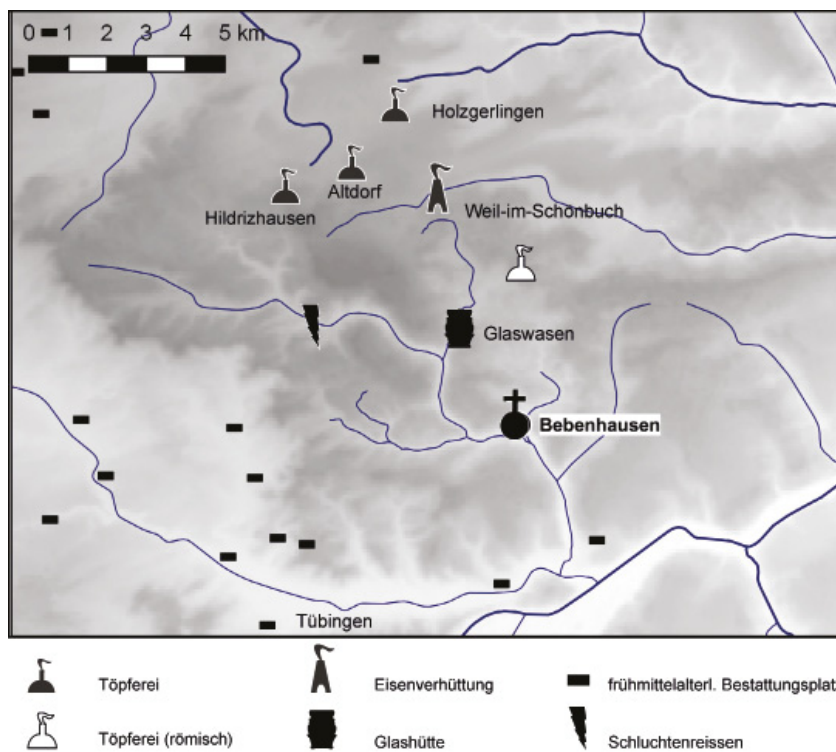 0 1 2 3 4 5 km
Holzgerlingen
Altdorf
Hildrizhausen
Weil-im-Schönbuch
Glaswasen
Bebenhausen
Tübingen
Töpferei
Eisenverhüttung
frühmittelalterl. Bestattungsplat
Töpferei (römisch)
Glashütte
Schluchtenreissen